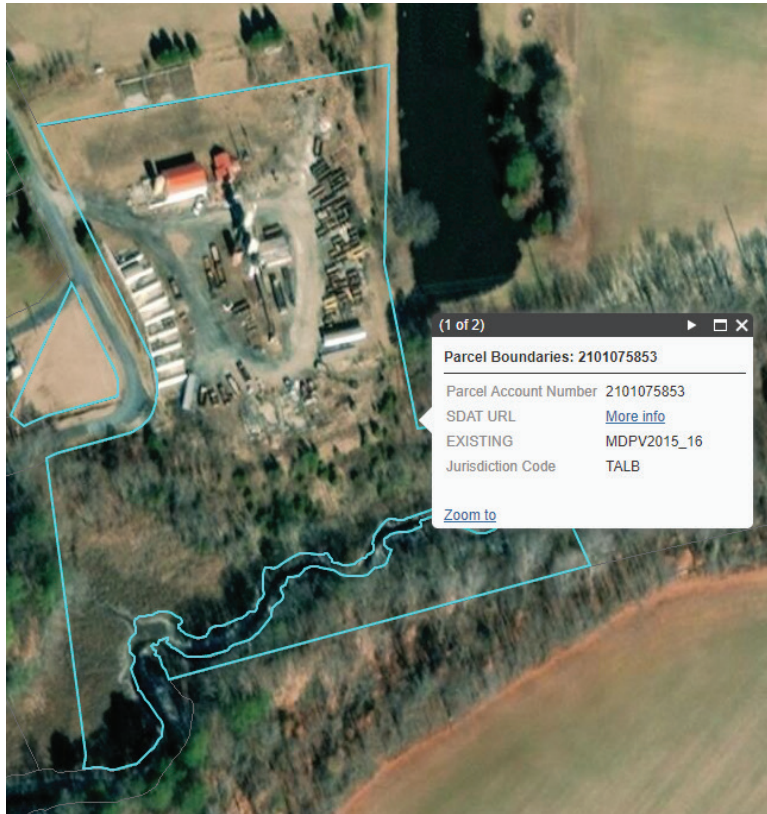 (1 of 2)
Parcel Boundaries: 2101075853
Parcel Account Number 2101075853
SDAT URL More info
EXISTING MDPV2015_16
Jurisdiction Code TALB
Zoom to